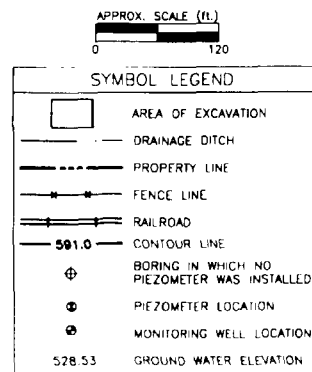 APPROX. SCALE (ft.)
0 120
SYMBOL LEGEND
AREA OF EXCAVATION
DRAINAGE DITCH
PROPERTY LINE
FENCE LINE
RAILROAD
591.0 CONTOUR LINE
BORING IN WHICH NO
PIEZOMETER WAS INSTALLED
PIEZOMETER LOCATION
MONITORING WELL LOCATION
528.53 GROUND WATER ELEVATION